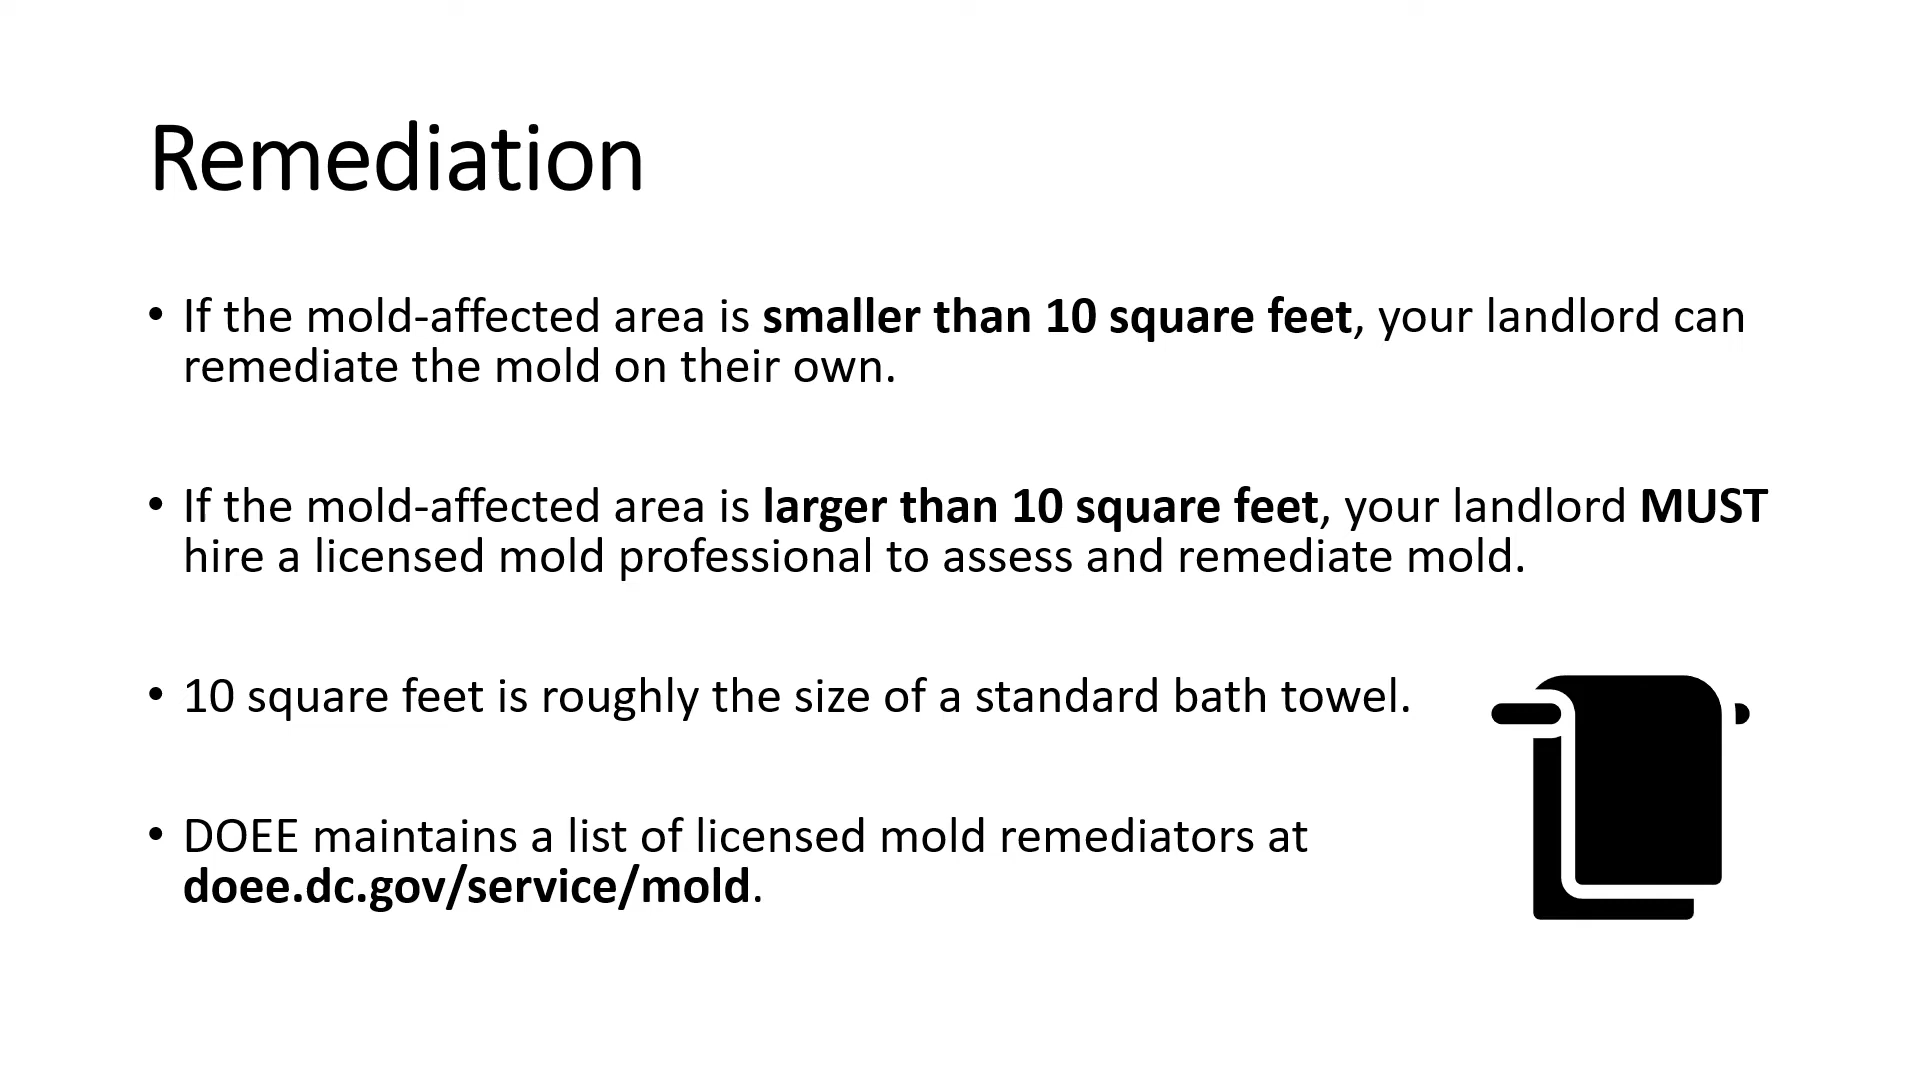 Remediation
• If the mold-affected area is smaller than 10 square feet, your landlord can
remediate the mold on their own.
• If the mold-affected area is larger than 10 square feet, your landlord MUST
hire a licensed mold professional to assess and remediate mold.
• 10 square feet is roughly the size of a standard bath towel.
• DOEE maintains a list of licensed mold remediators at
doee.dc.gov/service/mold.